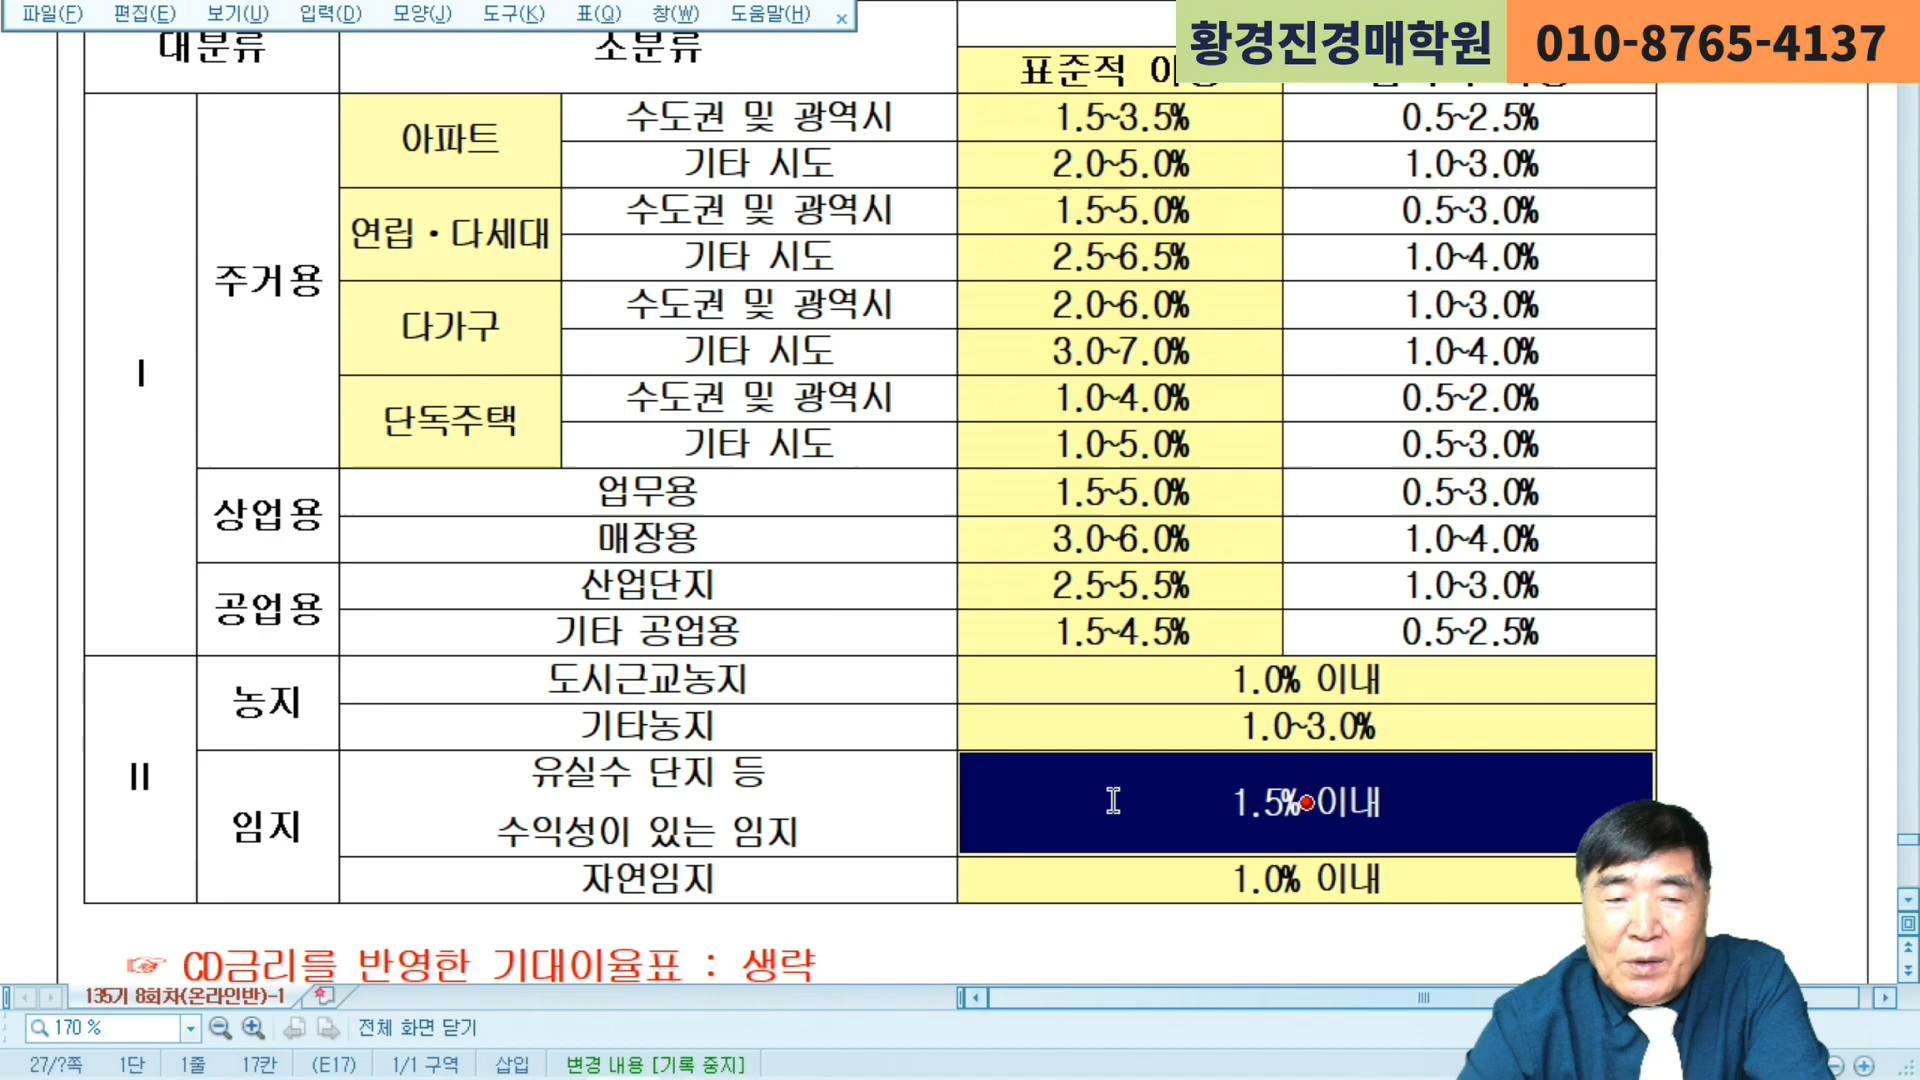 파일(F) 편집(E) 보기(U) 입력(D) 모양(J) 도구(K) 표(Q) 창(W) 도움말(H)
황경진경매학원 010-8765-4137
대분류 소분류
표준적
I 주거용 아파트 수도권 및 광역시 1.5~3.5% 0.5~2.5%
기타 시도 2.0~5.0% 1.0~3.0%
연립·다세대 수도권 및 광역시 1.5~5.0% 0.5~3.0%
기타 시도 2.5~6.5% 1.0~4.0%
다가구 수도권 및 광역시 2.0~6.0% 1.0~3.0%
기타 시도 3.0~7.0% 1.0~4.0%
단독주택 수도권 및 광역시 1.0~4.0% 0.5~2.0%
기타 시도 1.0~5.0% 0.5~3.0%
상업용 업무용 1.5~5.0% 0.5~3.0%
매장용 3.0~6.0% 1.0~4.0%
공업용 산업단지 2.5~5.5% 1.0~3.0%
기타 공업용 1.5~4.5% 0.5~2.5%
II 농지 도시근교농지 1.0% 이내
기타농지 1.0~3.0%
임지 유실수 단지 등
수익성이 있는 임지 1.5% 이내
자연임지 1.0% 이내
☞ CD금리를 반영한 기대이율표 : 생략
135기 8회차(온라인반)-1
170 % 전체 화면 닫기
27/?쪽 1단 1줄 17칸 (E17) 1/1 구역 삽입 변경 내용 [기록 중지]